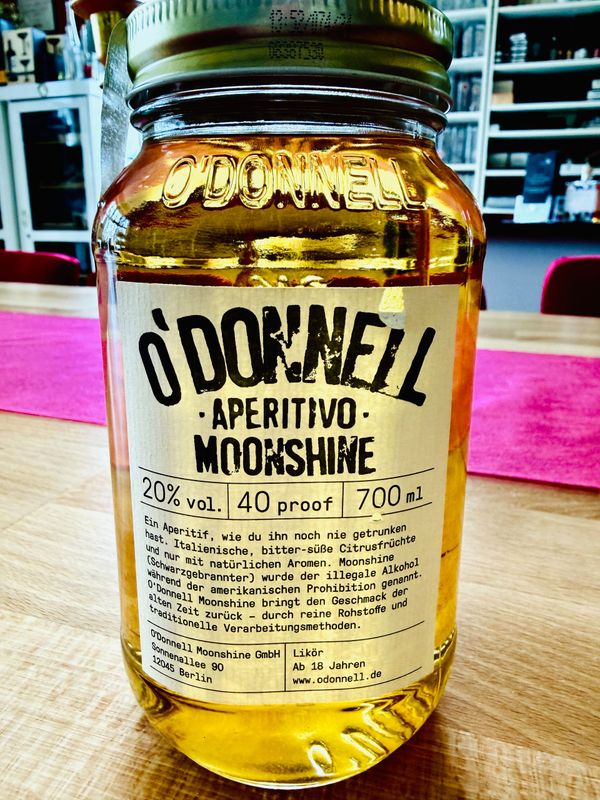 O'DONNELL
O'DONNELL
·APERITIVO·
MOONSHINE
20% vol. 40 proof 700 ml
Ein Aperitif, wie du ihn noch nie getrunken
hast. Italienische, bitter-süße Citrusfrüchte
und nur mit natürlichen Aromen. Moonshine
(Schwarzgebrannter) wurde der illegale Alkohol
während der amerikanischen Prohibition genannt.
O'Donnell Moonshine bringt den Geschmack der
alten Zeit zurück – durch reine Rohstoffe und
traditionelle Verarbeitungsmethoden.
O'Donnell Moonshine GmbH
Sonnenallee 90
12045 Berlin
Likör
Ab 18 Jahren
www.odonnell.de